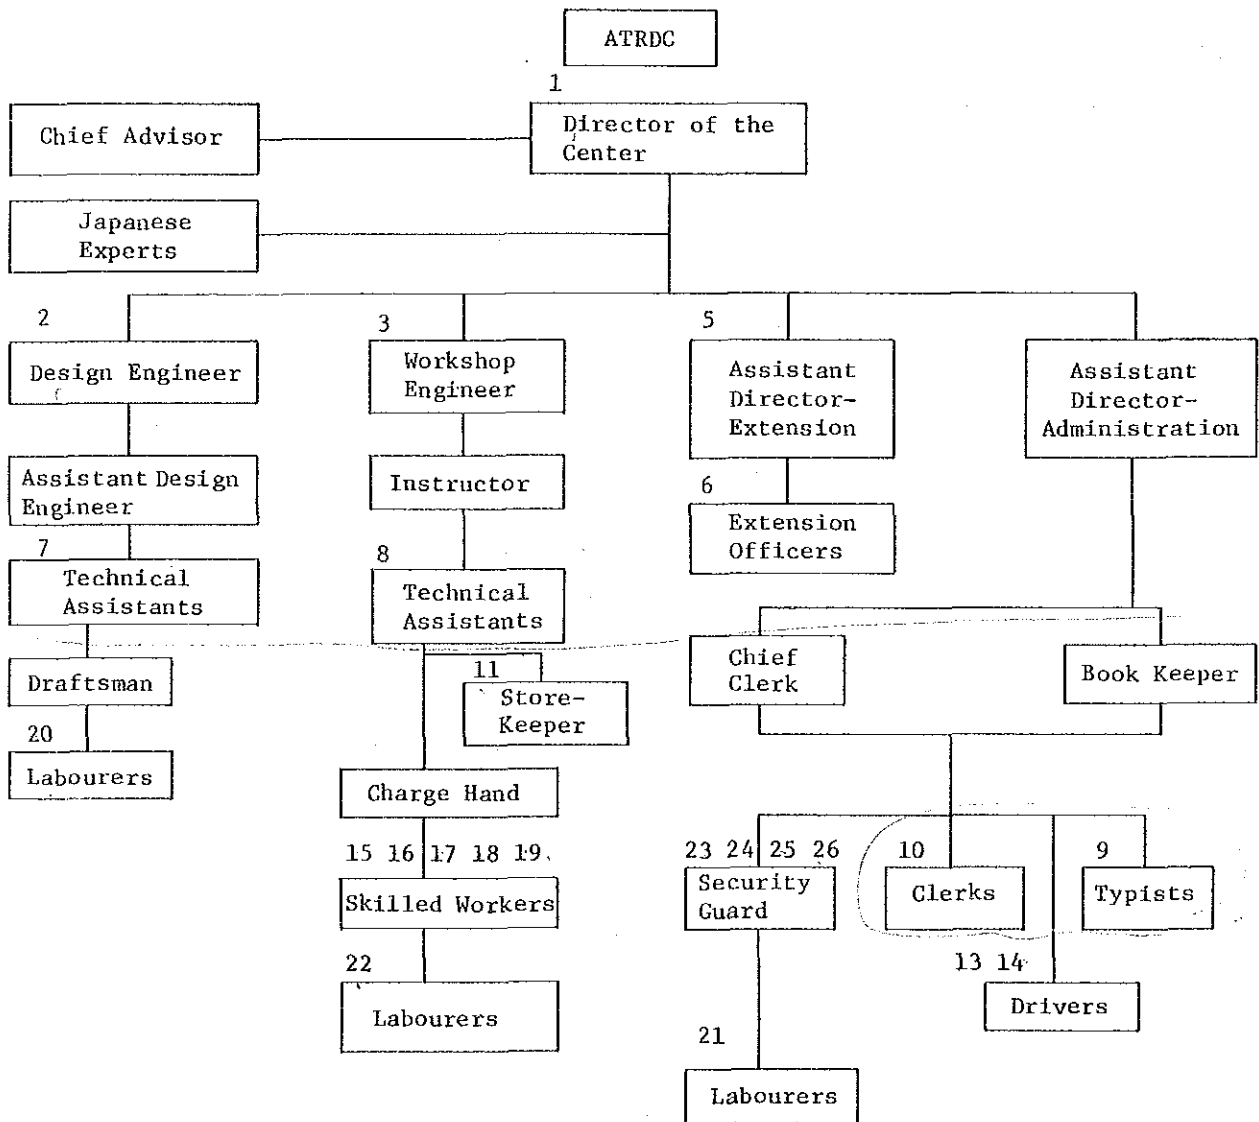 ATRDC
1
Chief Advisor
Director of the
Center
Japanese
Experts
2
3
5
Design Engineer
Workshop
Engineer
Assistant
Director-
Extension
Assistant
Director-
Administration
Assistant Design
Engineer
Instructor
6
Extension
Officers
7
Technical
Assistants
8
Technical
Assistants
Chief
Clerk
Book Keeper
Draftsman
11
Store-
Keeper
20
Labourers
Charge Hand
15 16 17 18 19
Skilled Workers
23 24 25 26
Security
Guard
10
Clerks
9
Typists
22
Labourers
13 14
Drivers
21
Labourers